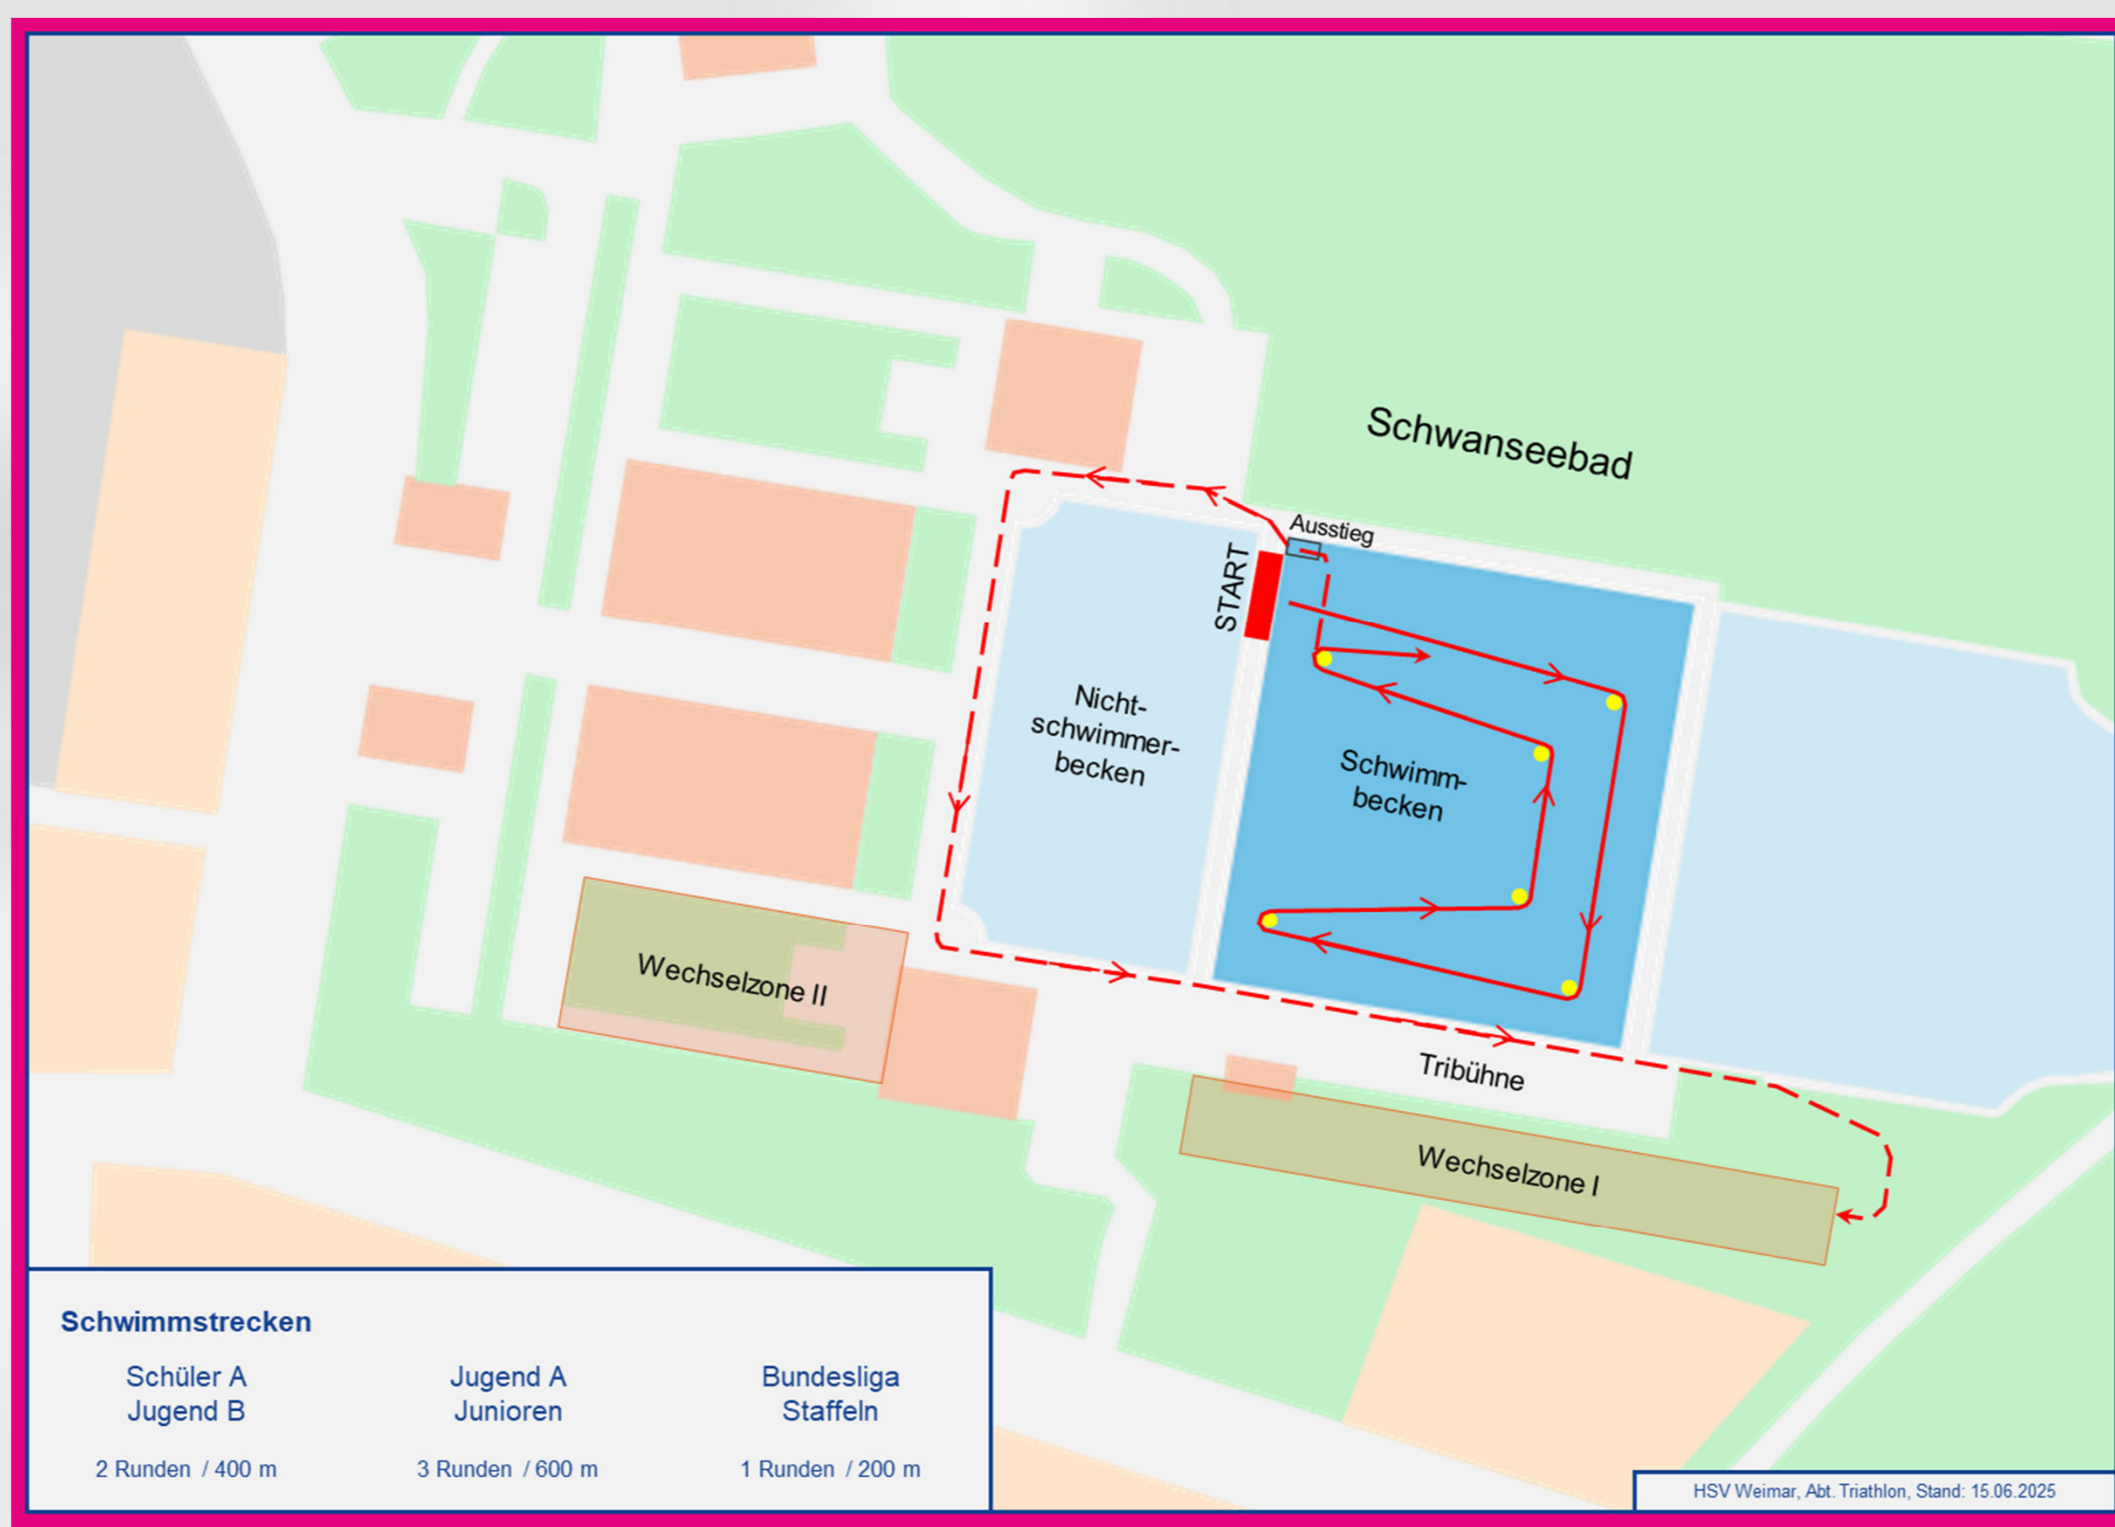 Schwanseebad
Ausstieg
START
Nicht-
schwimmer-
becken
Schwimm-
becken
Wechselzone II
Tribühne
Wechselzone I
Schwimmstrecken
Schüler A
Jugend B
2 Runden / 400 m
Jugend A
Junioren
3 Runden / 600 m
Bundesliga
Staffeln
1 Runden / 200 m
HSV Weimar, Abt. Triathlon, Stand: 15.06.2025